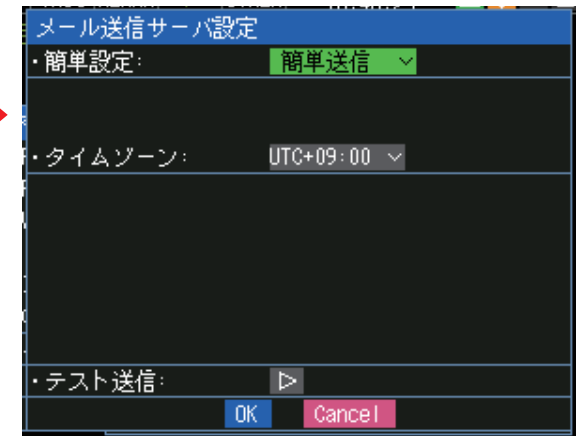 メール送信サーバ設定
・簡単設定: 簡単送信
・タイムゾーン: UTC+09:00
・テスト送信:
OK Cancel